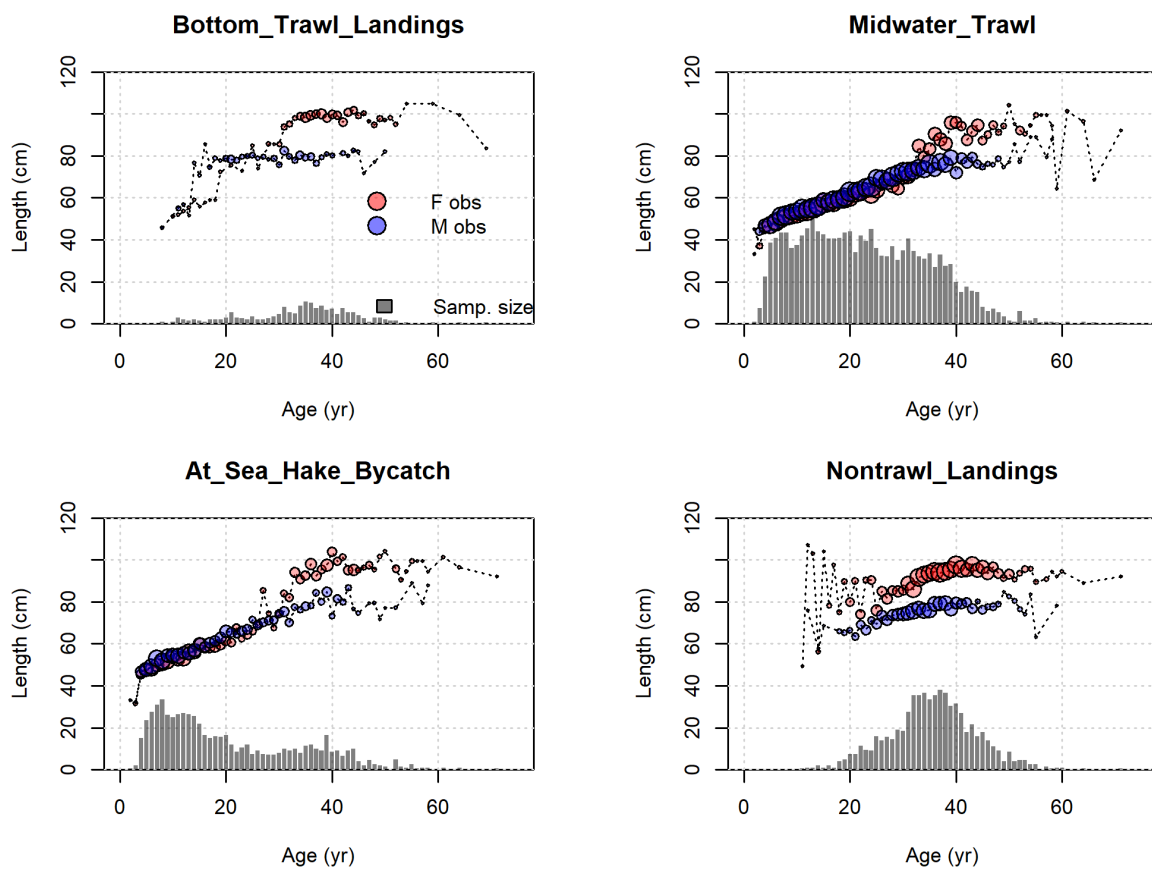 Bottom_Trawl_Landings
120
100
80
60
40
20
0
Length (cm)
F obs
M obs
Samp. size
0 20 40 60
Age (yr)
Midwater_Trawl
120
80
60
40
20
0
Length (cm)
0 20 40 60
Age (yr)
At_Sea_Hake_Bycatch
120
80
60
40
20
0
Length (cm)
0 20 40 60
Age (yr)
Nontrawl_Landings
120
80
60
40
20
0
Length (cm)
0 20 40 60
Age (yr)